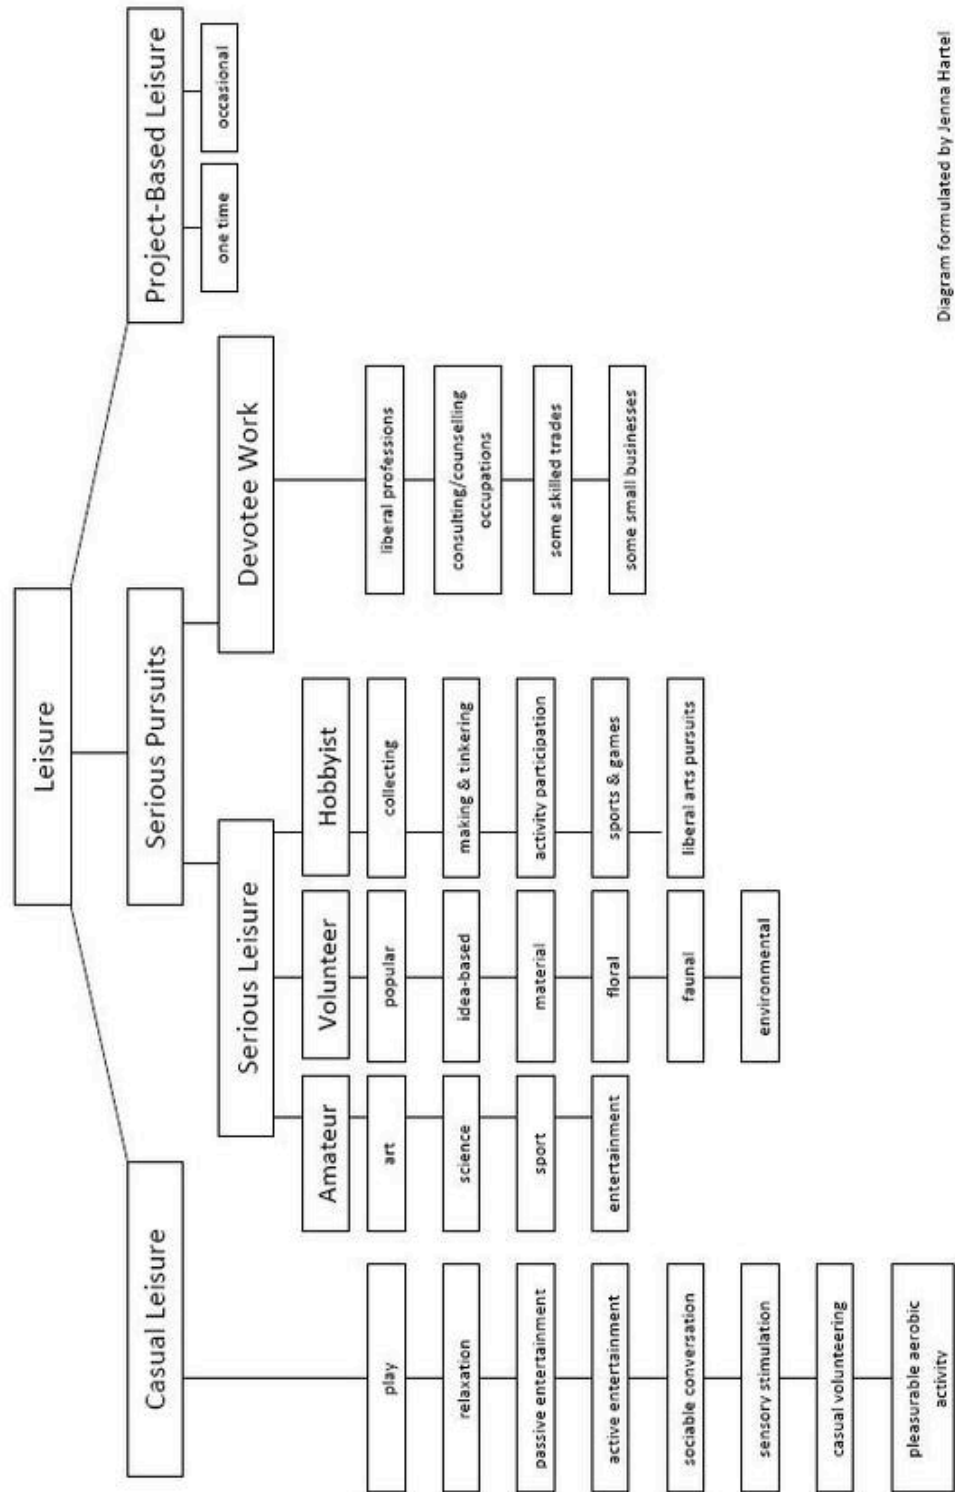 Leisure
Casual Leisure
Serious Pursuits
Project-Based Leisure
one time
occasional
Serious Leisure
Devotee Work
Amateur
Volunteer
Hobbyist
play
relaxation
passive entertainment
active entertainment
sociable conversation
sensory stimulation
casual volunteering
pleasurable aerobic
activity
art
science
sport
entertainment
popular
idea-based
material
floral
faunal
environmental
collecting
making & tinkering
activity participation
sports & games
liberal arts pursuits
liberal professions
consulting/counselling
occupations
some skilled trades
some small businesses
Diagram formulated by Jenna Hartel